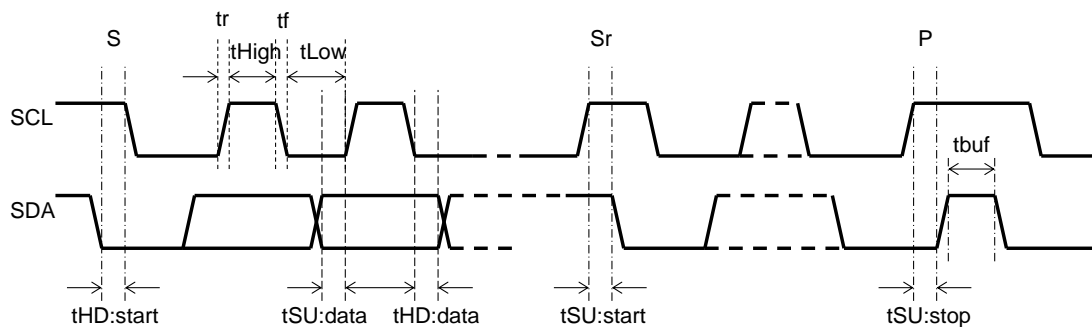 tr tf
S Sr P
tHigh tLow
SCL
tbuf
SDA
tHD:start tSU:data tHD:data tSU:start tSU:stop